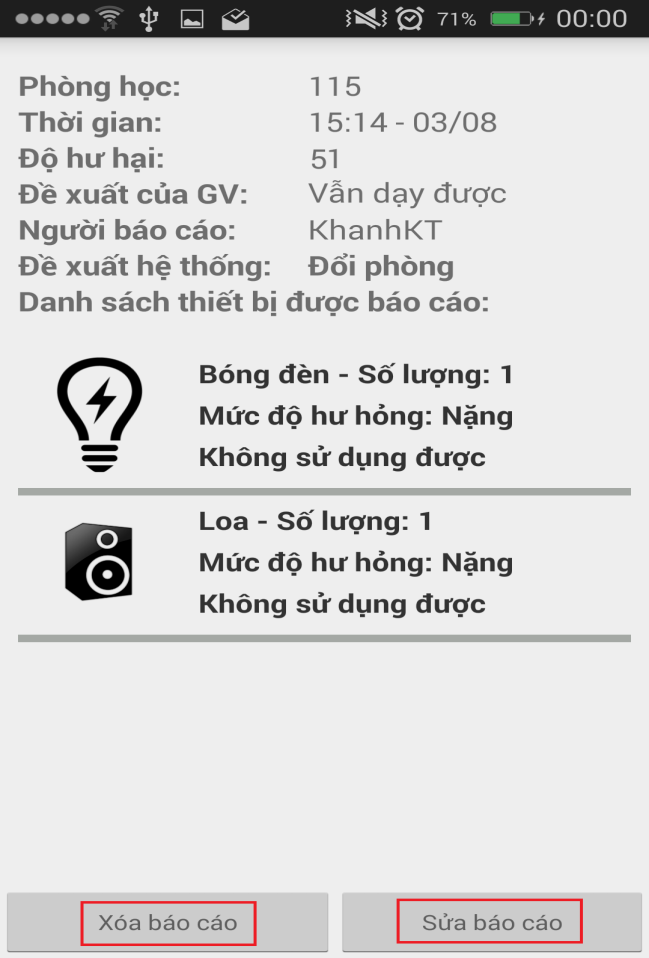 71% 00:00
Phòng học: 115
Thời gian: 15:14 - 03/08
Độ hư hại: 51
Đề xuất của GV: Vẫn dạy được
Người báo cáo: KhanhKT
Đề xuất hệ thống: Đổi phòng
Danh sách thiết bị được báo cáo:
Bóng đèn - Số lượng: 1
Mức độ hư hỏng: Nặng
Không sử dụng được
Loa - Số lượng: 1
Mức độ hư hỏng: Nặng
Không sử dụng được
Xóa báo cáo Sửa báo cáo